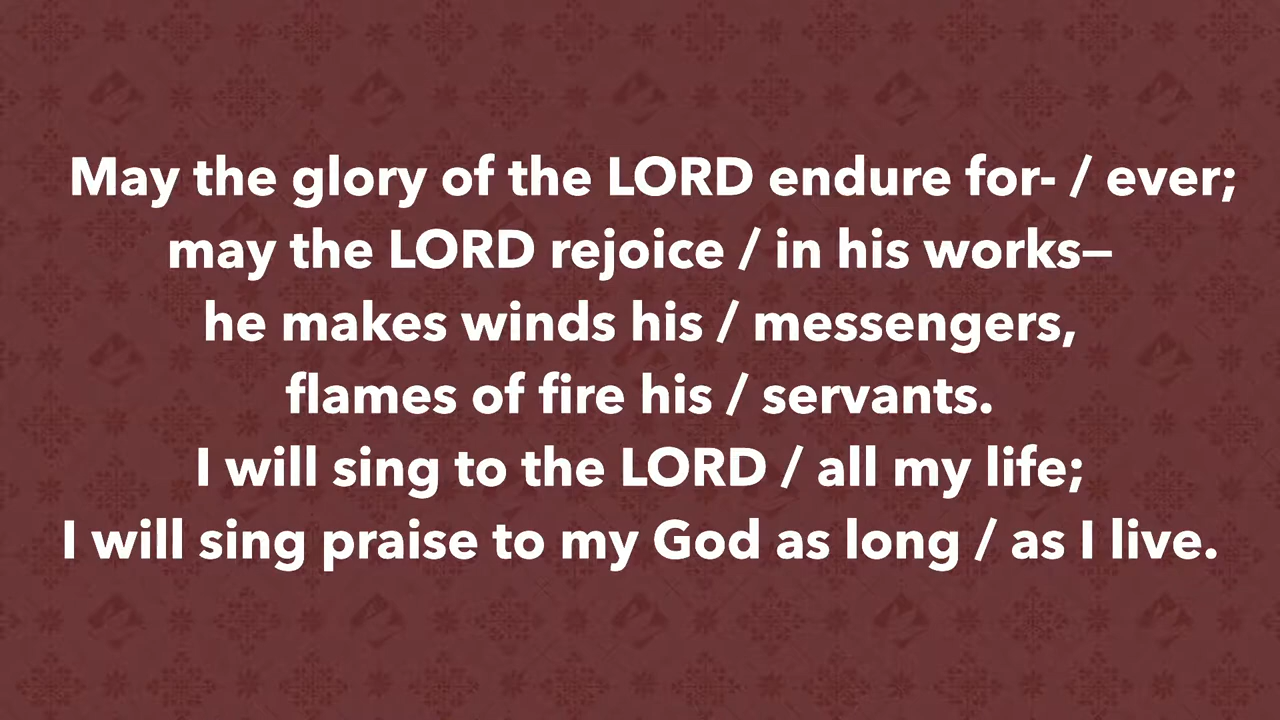 May the glory of the LORD endure for- / ever;
may the LORD rejoice / in his works—
he makes winds his / messengers,
flames of fire his / servants.
I will sing to the LORD / all my life;
I will sing praise to my God as long / as I live.